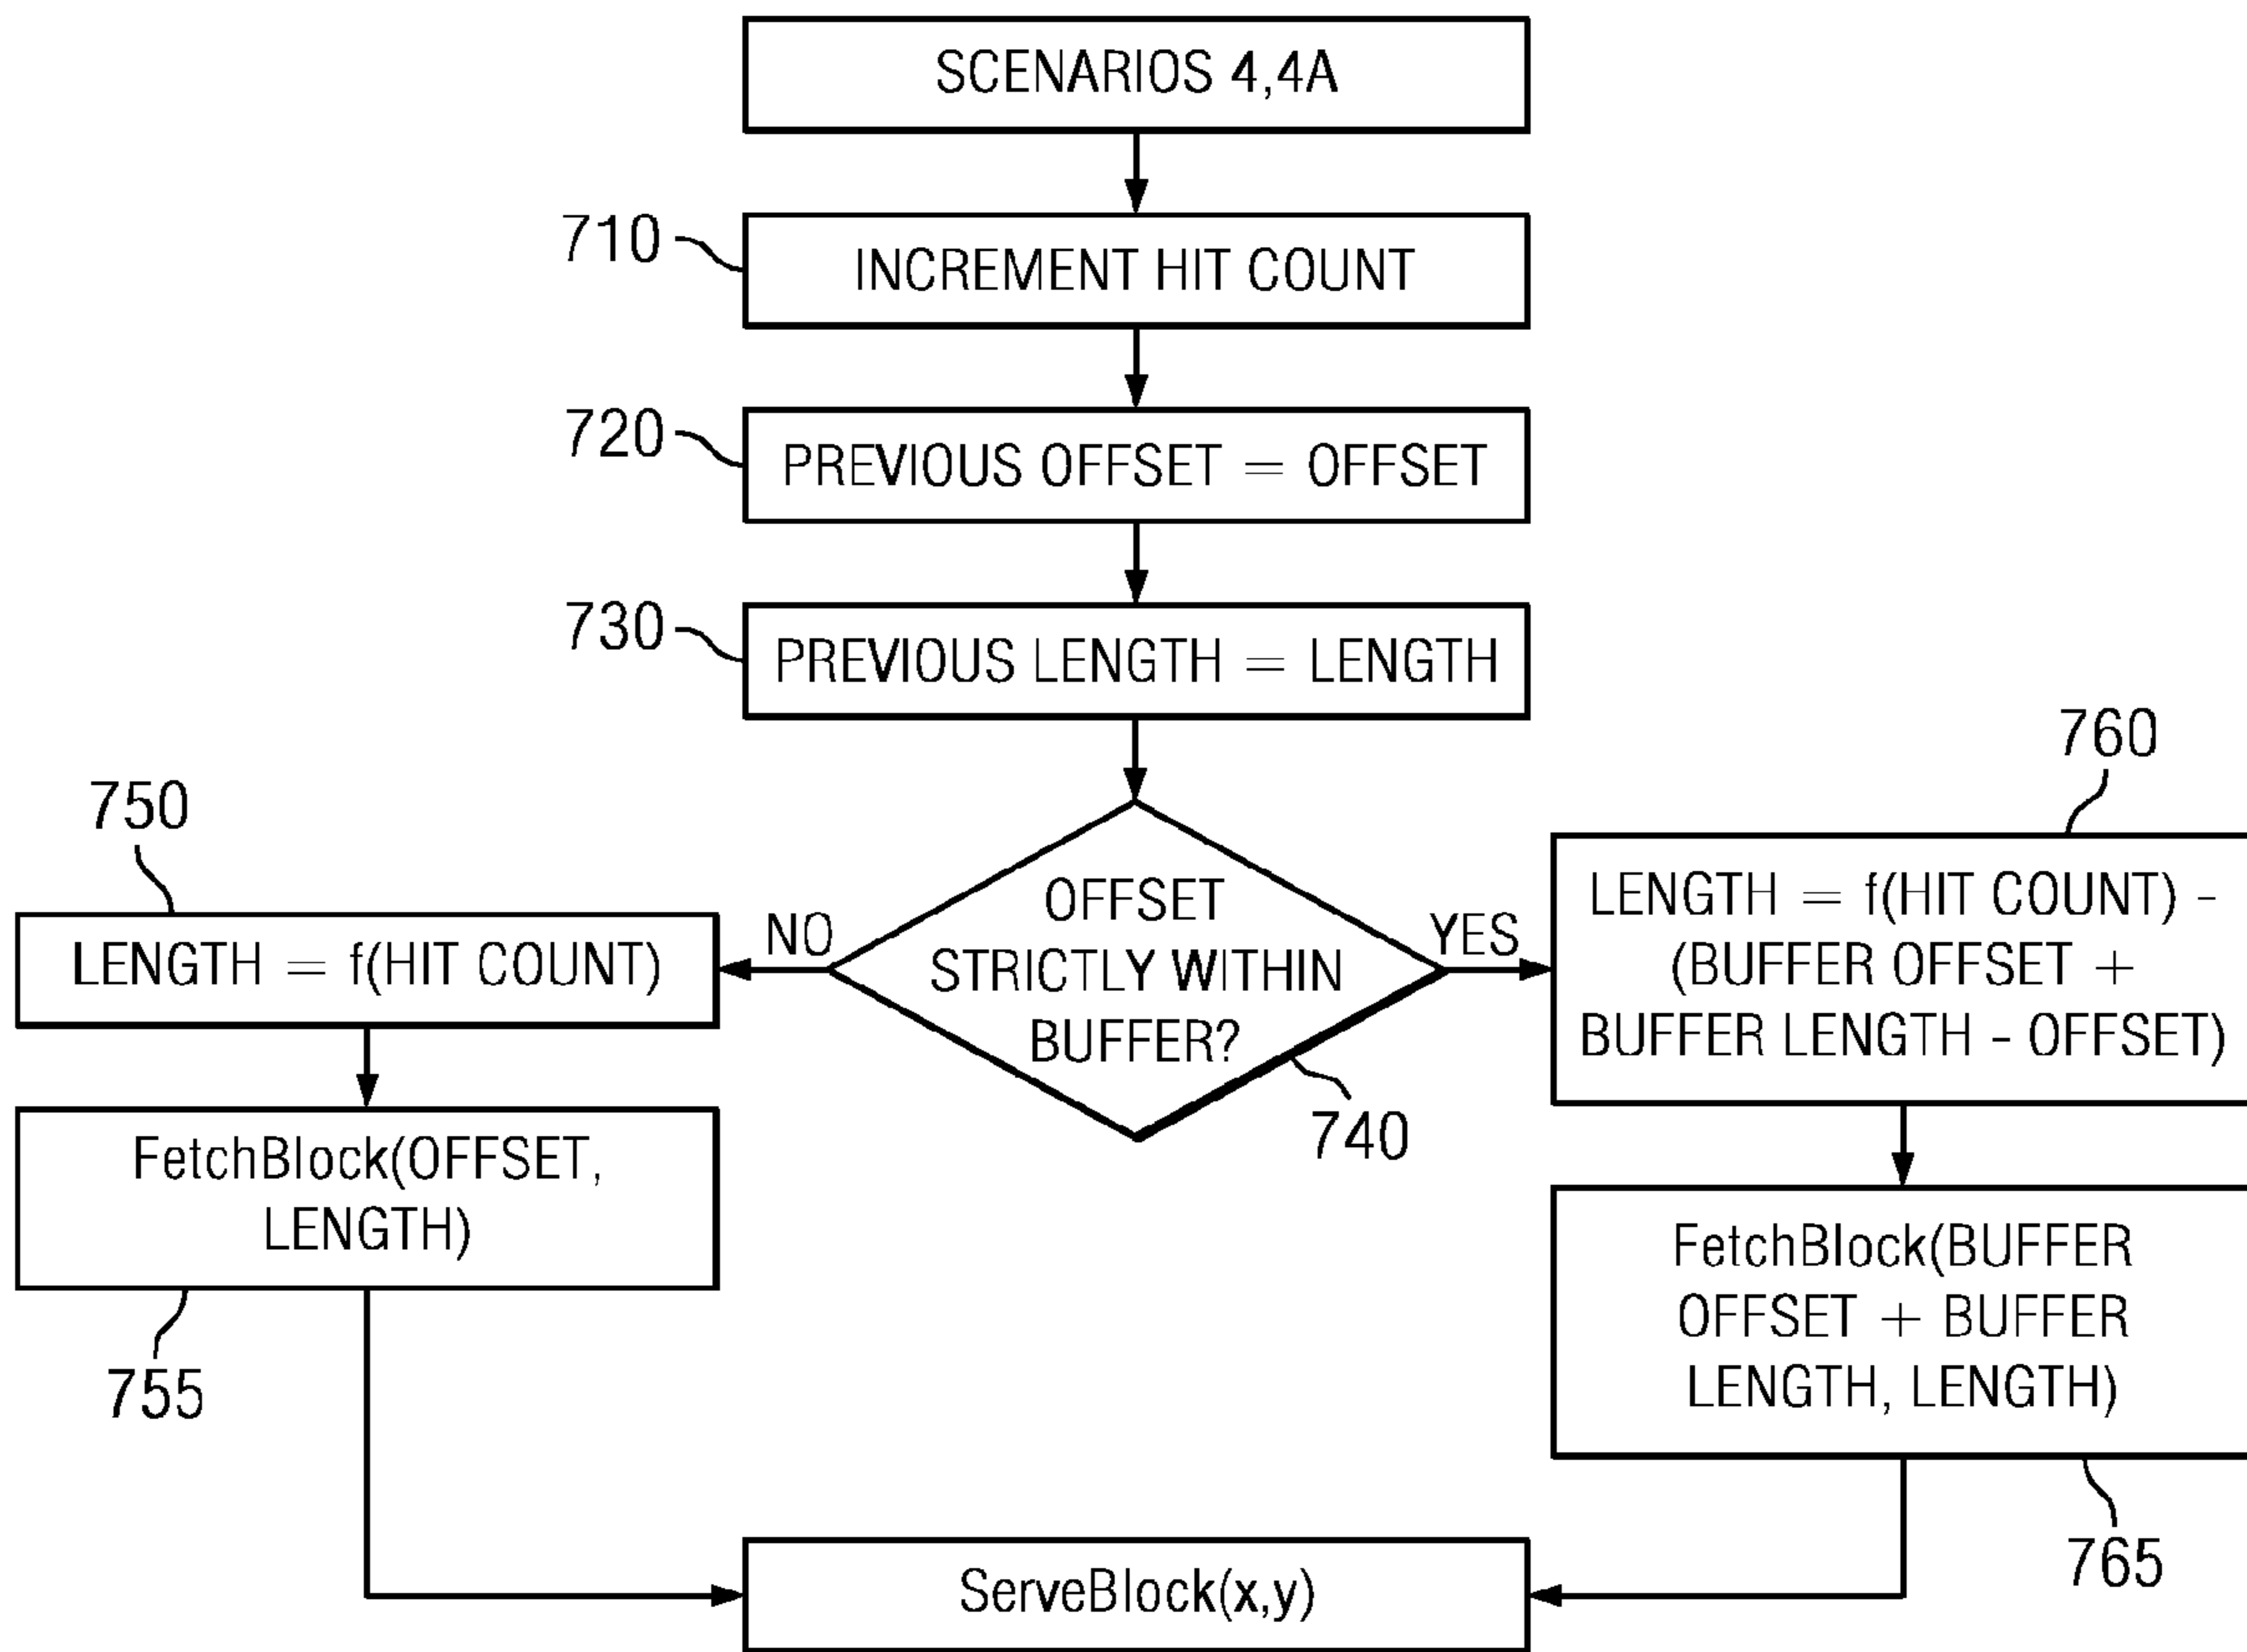 SCENARIOS 4,4A
710
INCREMENT HIT COUNT
720
PREVIOUS OFFSET = OFFSET
730
PREVIOUS LENGTH = LENGTH
760
750
OFFSET
STRICTLY WITHIN
BUFFER?
NO
YES
740
LENGTH = f(HIT COUNT)
LENGTH = f(HIT COUNT) -
(BUFFER OFFSET +
BUFFER LENGTH - OFFSET)
FetchBlock(OFFSET,
LENGTH)
755
FetchBlock(BUFFER
OFFSET + BUFFER
LENGTH, LENGTH)
765
ServeBlock(x,y)